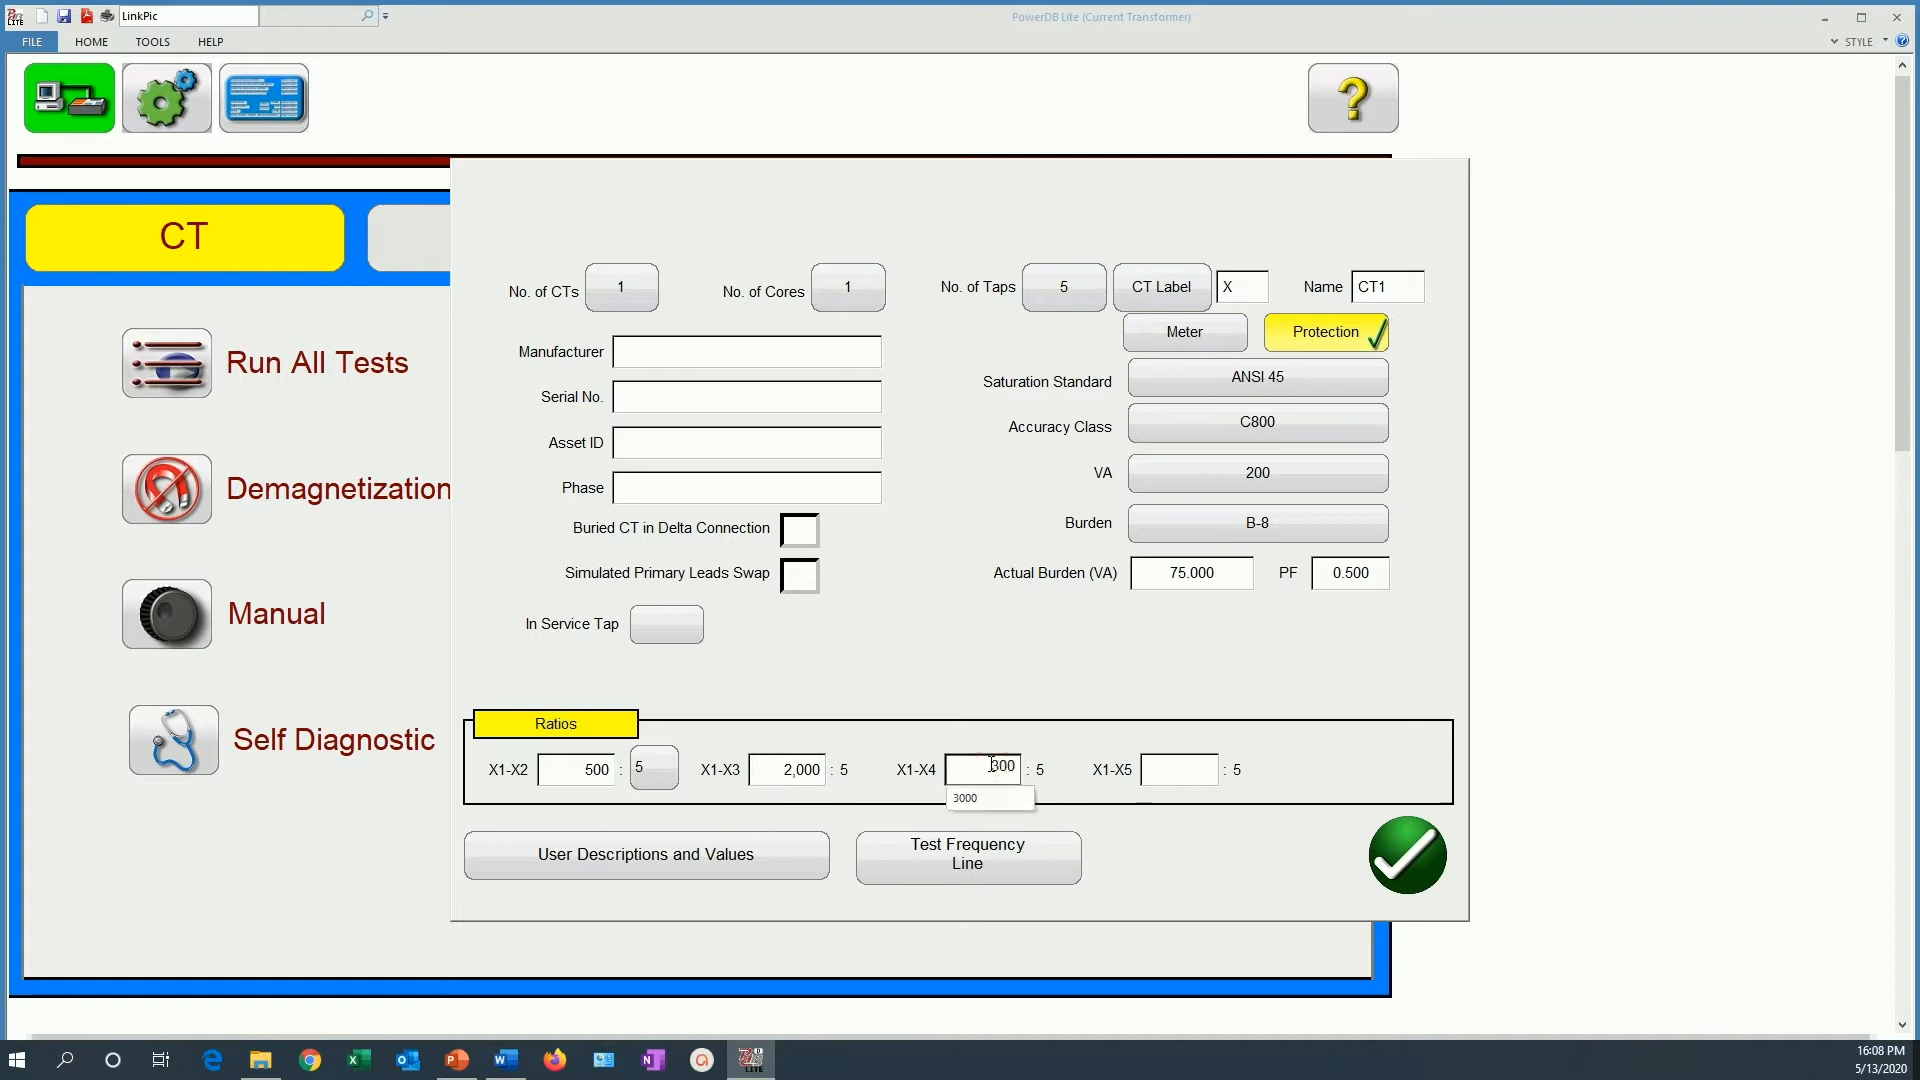 LinkPic
PowerDB Lite (Current Transformer)
FILE HOME TOOLS HELP
STYLE
CT
No. of CTs 1 No. of Cores 1 No. of Taps 5 CT Label X Name CT1
Meter Protection
Manufacturer
Saturation Standard ANSI 45
Serial No.
Accuracy Class C800
Asset ID
VA 200
Phase
Burden B-8
Buried CT in Delta Connection
Simulated Primary Leads Swap
Actual Burden (VA) 75.000 PF 0.500
In Service Tap
Run All Tests
Demagnetization
Manual
Self Diagnostic
Ratios
X1-X2 500 : 5 X1-X3 2,000 : 5 X1-X4 300 : 5 X1-X5 : 5
3000
User Descriptions and Values
Test Frequency
Line
16:08 PM
5/13/2020